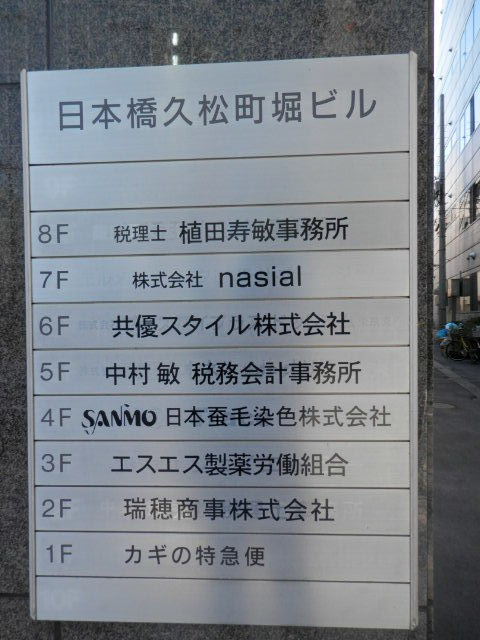 日本橋久松町堀ビル
8F 税理士 植田寿敏事務所
7F 株式会社 nasial
6F 共優スタイル株式会社
5F 中村 敏 税務会計事務所
4F SANMO 日本蚕毛染色株式会社
3F エスエス製薬労働組合
2F 瑞穂商事株式会社
1F カギの特急便